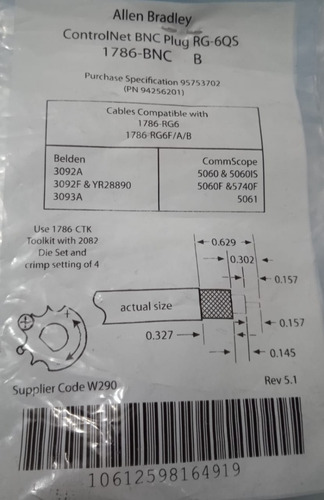 Allen Bradley
ControlNet BNC Plug RG-6QS
1786-BNC B
Purchase Specification 95753702
(PN 94256201)
Cables Compatible with
1786-RG6
1786-RG6F/A/B
Belden
3092A
3092F & YR28890
3093A
CommScope
5060 & 5060IS
5060F &5740F
5061
Use 1786-CTK
Toolkit with 2082
Die Set and
crimp setting of 4
0.629
0.302
0.157
actual size
0.157
0.327
0.145
Supplier Code W290
Rev 5.1
10612598164919